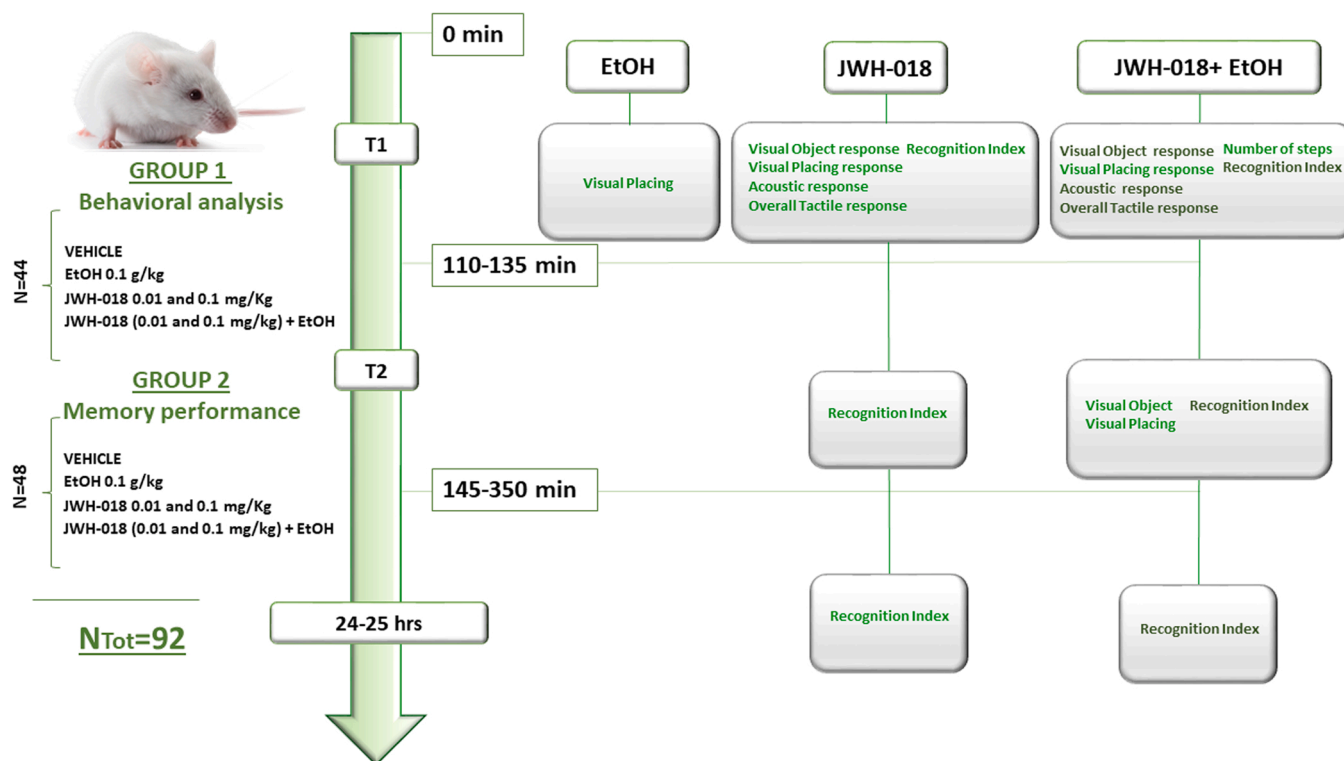 0 min
EtOH
JWH-018
JWH-018+ EtOH
T1
GROUP 1
Behavioral analysis
N=44
VEHICLE
EtOH 0.1 g/kg
JWH-018 0.01 and 0.1 mg/Kg
JWH-018 (0.01 and 0.1 mg/kg) + EtOH
Visual Placing
Visual Object response Recognition Index
Visual Placing response
Acoustic response
Overall Tactile response
Visual Object response Number of steps
Visual Placing response Recognition Index
Acoustic response
Overall Tactile response
110-135 min
T2
GROUP 2
Memory performance
N=48
VEHICLE
EtOH 0.1 g/kg
JWH-018 0.01 and 0.1 mg/Kg
JWH-018 (0.01 and 0.1 mg/kg) + EtOH
Recognition Index
Visual Object Recognition Index
Visual Placing
145-350 min
24-25 hrs
NTot=92
Recognition Index
Recognition Index